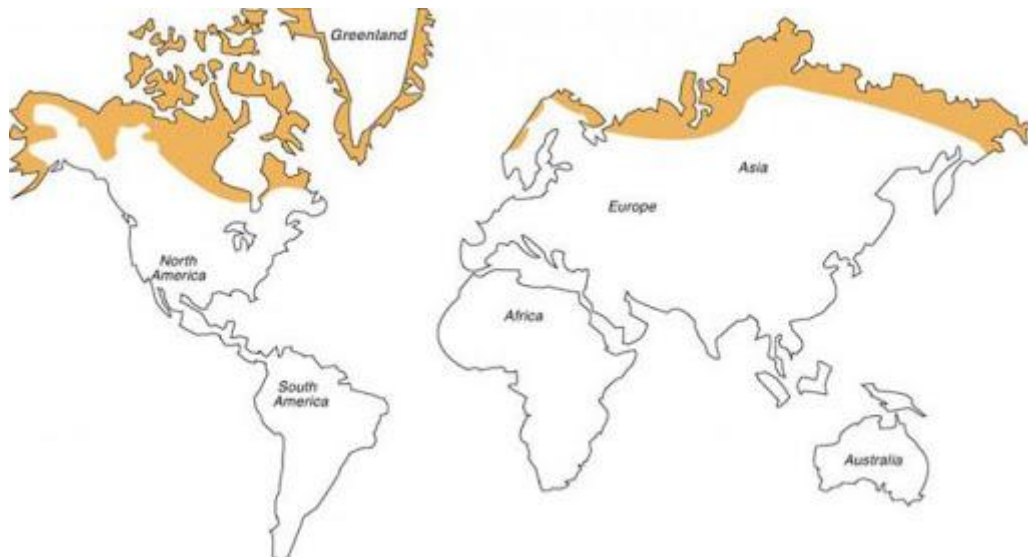 Greenland
Asia
Europe
North
America
Africa
South
America
Australia